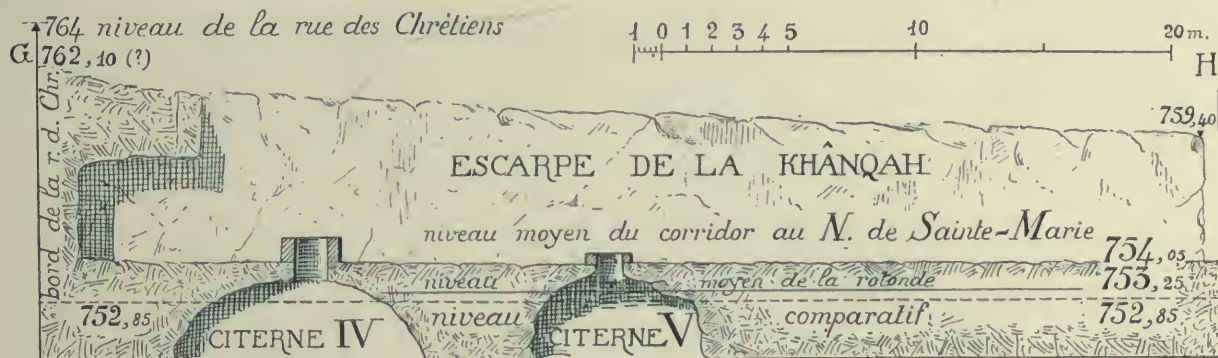 764 niveau de la rue des Chrétiens
1 0 1 2 3 4 5 10 20 m.
G 762,10 (?)
H
bord de la r. d. Chr.
759,40
ESCARPE DE LA KHÂNQAH
niveau moyen du corridor au N. de Sainte-Marie 754,05
niveau moyen de la rotonde 753,25
752,85 niveau comparatif 752,85
CITERNE IV CITERNE V